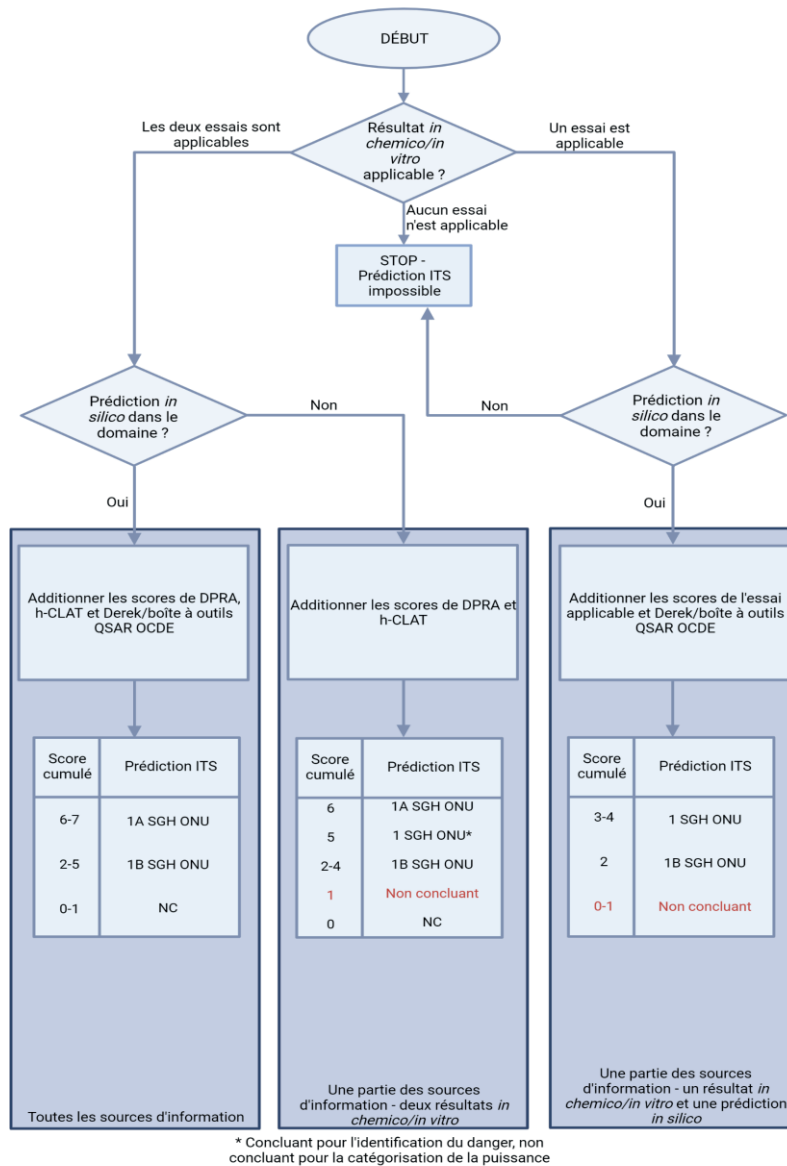 DÉBUT
Les deux essais sont
applicables
Résultat in
chemico/in
vitro
applicable ?
Un essai est
applicable
Aucun essai
n'est applicable
STOP -
Prédiction ITS
impossible
Prédiction in
silico dans le
domaine ?
Non
Non
Prédiction in
silico dans le
domaine ?
Oui
Oui
Additionner les scores de DPRA,
h-CLAT et Derek/boîte à outils
QSAR OCDE
Score
cumulé
Prédiction ITS
6-7 1A SGH ONU
2-5 1B SGH ONU
0-1 NC
Toutes les sources d'information
Additionner les scores de DPRA et
h-CLAT
Score
cumulé
Prédiction ITS
6 1A SGH ONU
5 1 SGH ONU*
2-4 1B SGH ONU
1 Non concluant
0 NC
Une partie des sources
d'information - deux résultats in
chemico/in vitro
Additionner les scores de l'essai
applicable et Derek/boîte à outils
QSAR OCDE
Score
cumulé
Prédiction ITS
3-4 1 SGH ONU
2 1B SGH ONU
0-1 Non concluant
Une partie des sources
d'information - un résultat in
chemico/in vitro et une prédiction
in silico
* Concluant pour l'identification du danger, non
concluant pour la catégorisation de la puissance